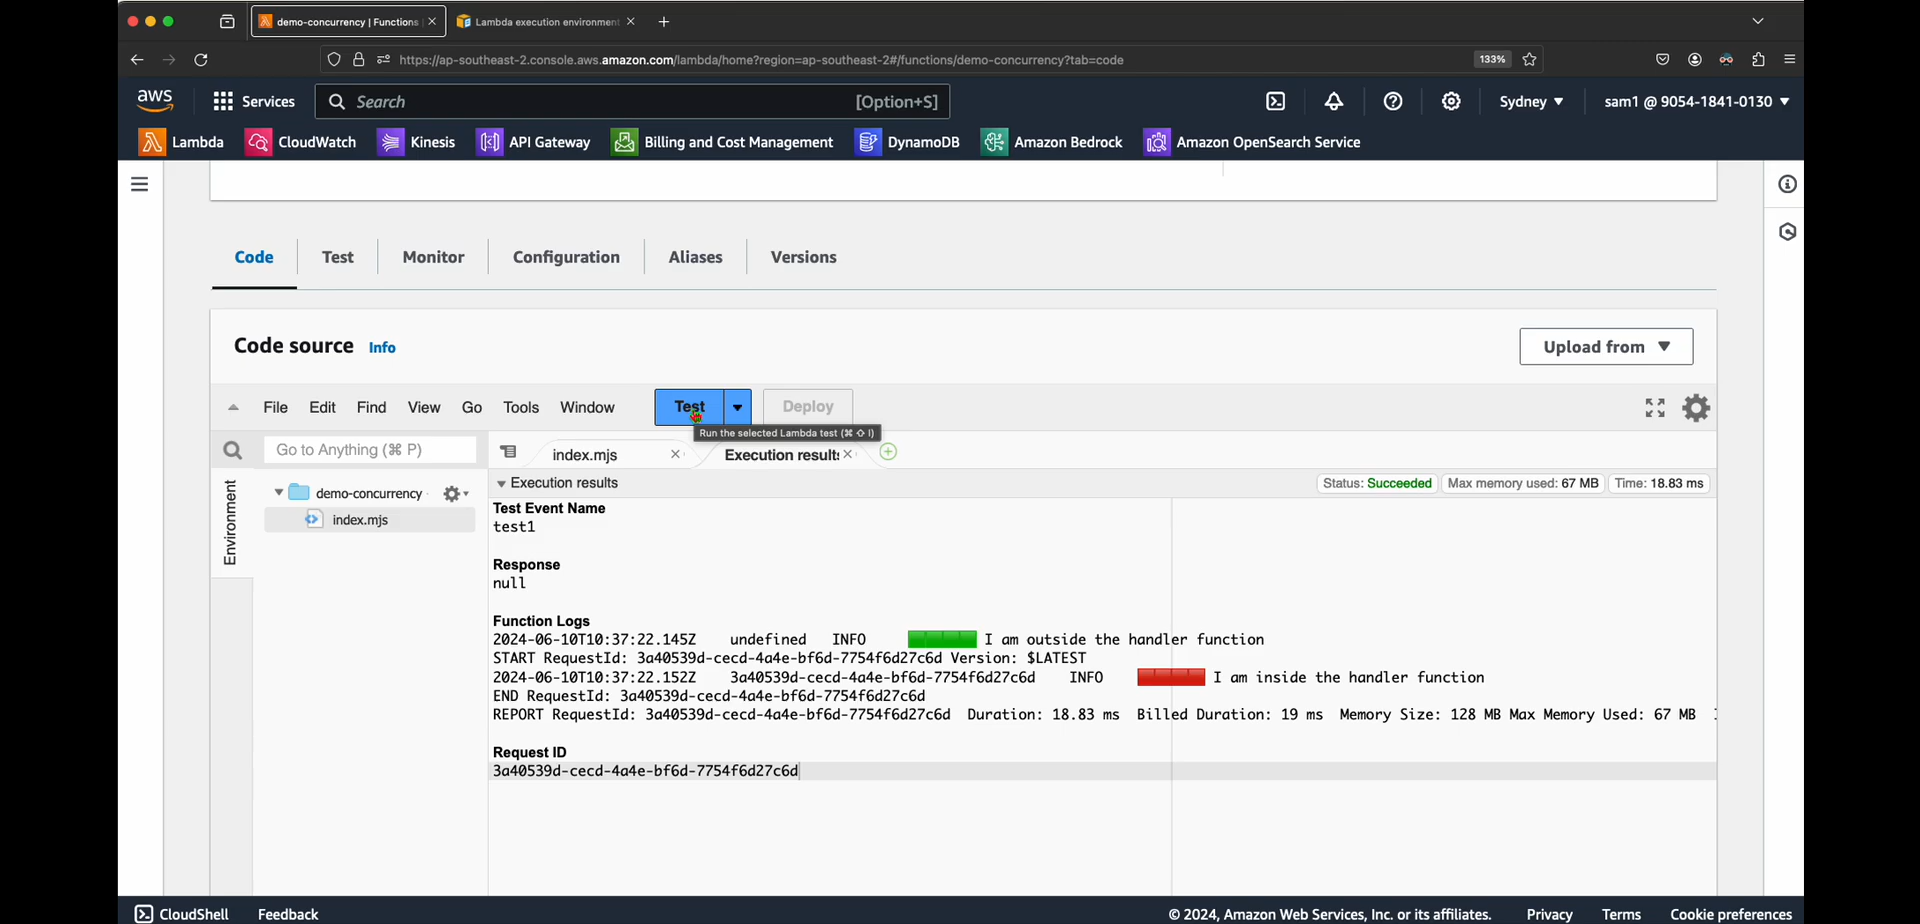 demo-concurrency | Functions
Lambda execution environment
https://ap-southeast-2.console.aws.amazon.com/lambda/home?region=ap-southeast-2#/functions/demo-concurrency?tab=code
133%
aws
Services
Search
[Option+S]
Sydney
sam1 @ 9054-1841-0130
Lambda
CloudWatch
Kinesis
API Gateway
Billing and Cost Management
DynamoDB
Amazon Bedrock
Amazon OpenSearch Service
Code
Test
Monitor
Configuration
Aliases
Versions
Code source
Info
Upload from
File
Edit
Find
View
Go
Tools
Window
Test
Deploy
Run the selected Lambda test (⌘ ⇧ I)
Go to Anything (⌘ P)
index.mjs
Execution results
Environment
demo-concurrency
index.mjs
Execution results
Status: Succeeded
Max memory used: 67 MB
Time: 18.83 ms
Test Event Name
test1
Response
null
Function Logs
2024-06-10T10:37:22.145Z undefined INFO I am outside the handler function
START RequestId: 3a40539d-cecd-4a4e-bf6d-7754f6d27c6d Version: $LATEST
2024-06-10T10:37:22.152Z 3a40539d-cecd-4a4e-bf6d-7754f6d27c6d INFO I am inside the handler function
END RequestId: 3a40539d-cecd-4a4e-bf6d-7754f6d27c6d
REPORT RequestId: 3a40539d-cecd-4a4e-bf6d-7754f6d27c6d Duration: 18.83 ms Billed Duration: 19 ms Memory Size: 128 MB Max Memory Used: 67 MB
Request ID
3a40539d-cecd-4a4e-bf6d-7754f6d27c6d
CloudShell
Feedback
© 2024, Amazon Web Services, Inc. or its affiliates.
Privacy
Terms
Cookie preferences